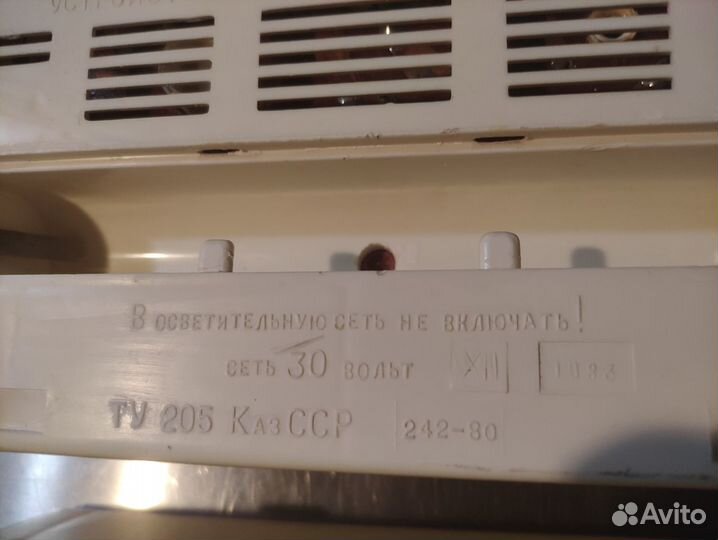 В ОСВЕТИТЕЛЬНУЮ СЕТЬ НЕ ВКЛЮЧАТЬ!
СЕТЬ 30 ВОЛЬТ XII 1983
ТУ 205 КазССР 242-80
Avito